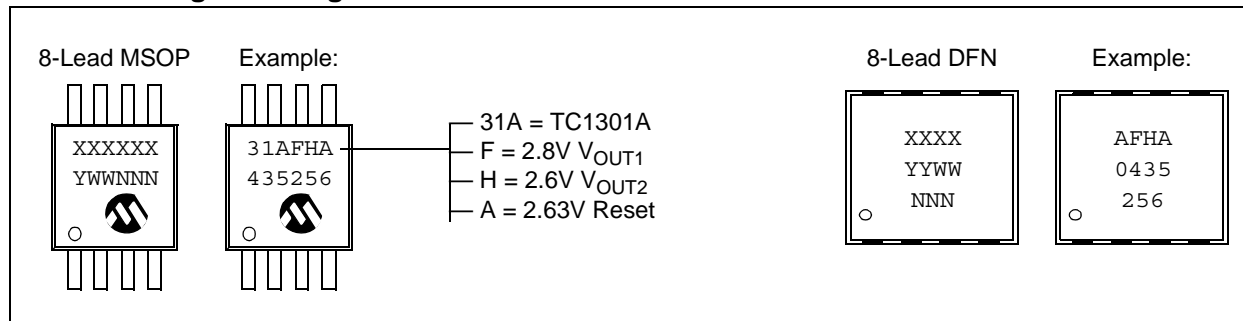 8-Lead MSOP
Example:
XXXXXX
YWWNNN
31AFHA
435256
31A = TC1301A
F = 2.8V VOUT1
H = 2.6V VOUT2
A = 2.63V Reset
8-Lead DFN
Example:
XXXX
YYWW
NNN
AFHA
0435
256